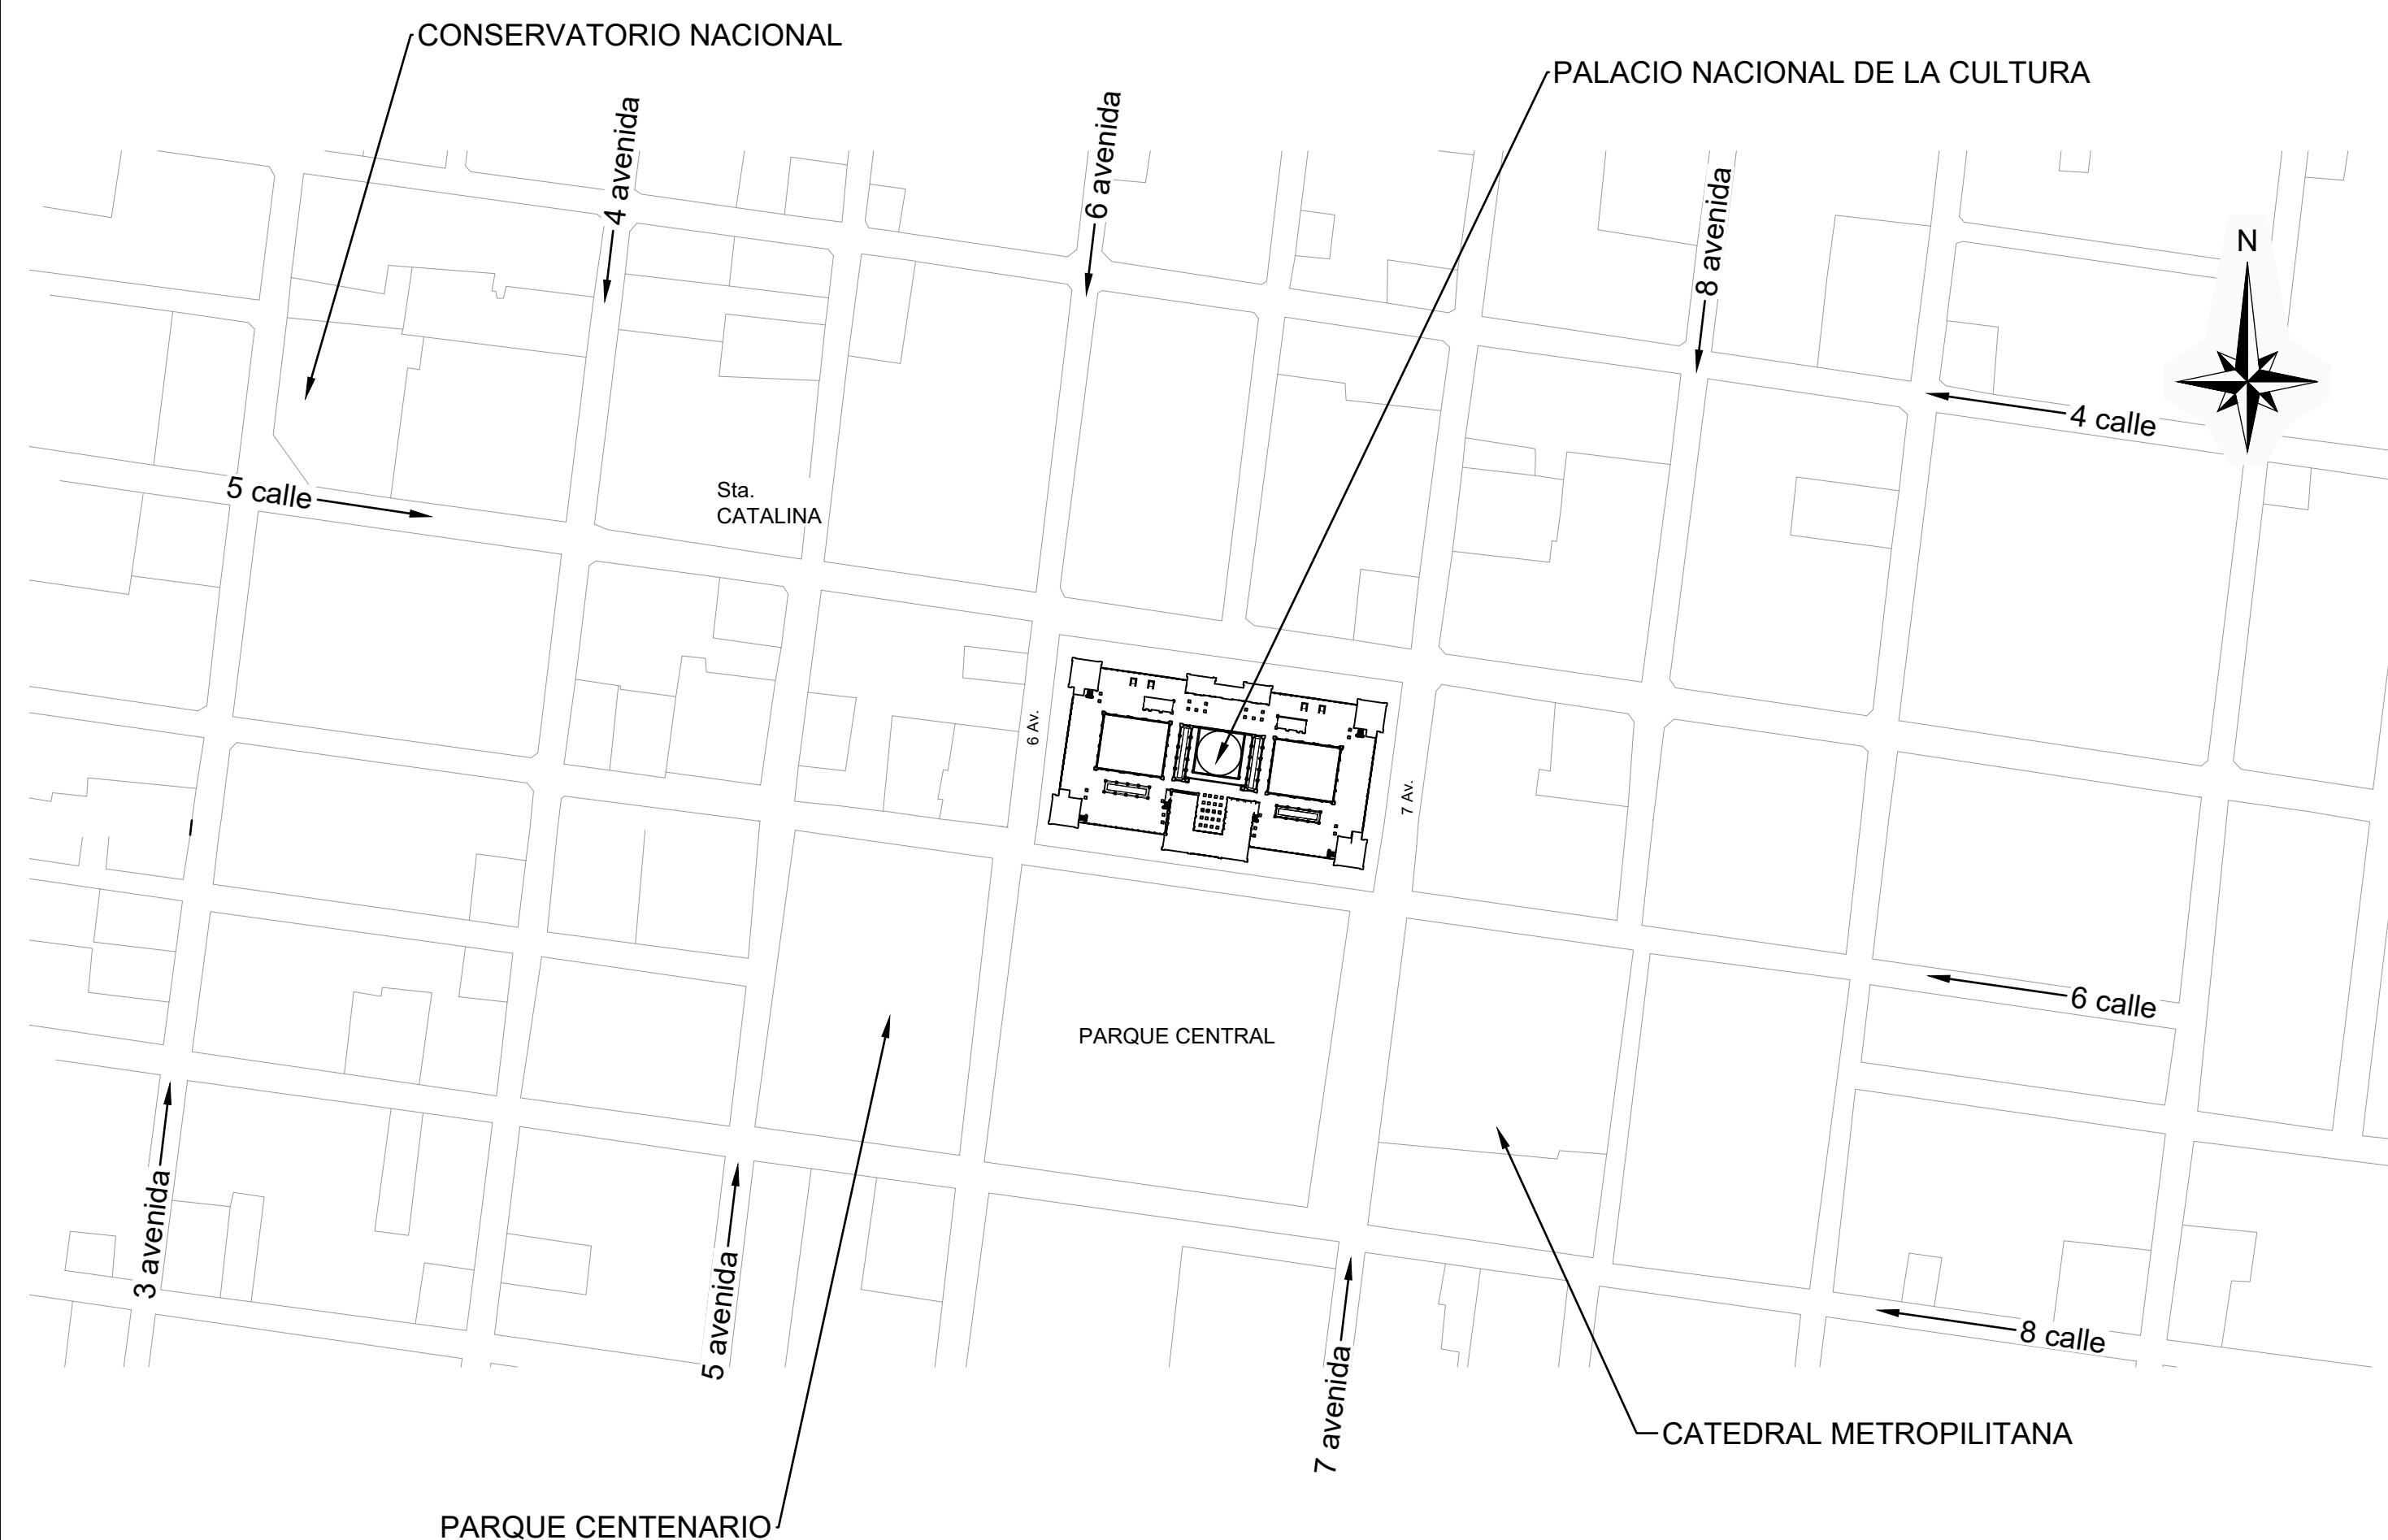 CONSERVATORIO NACIONAL
PALACIO NACIONAL DE LA CULTURA
4 avenida
6 avenida
8 avenida
N
4 calle
5 calle
Sta.
CATALINA
6 Av.
7 Av.
6 calle
PARQUE CENTRAL
3 avenida
5 avenida
7 avenida
8 calle
CATEDRAL METROPILITANA
PARQUE CENTENARIO